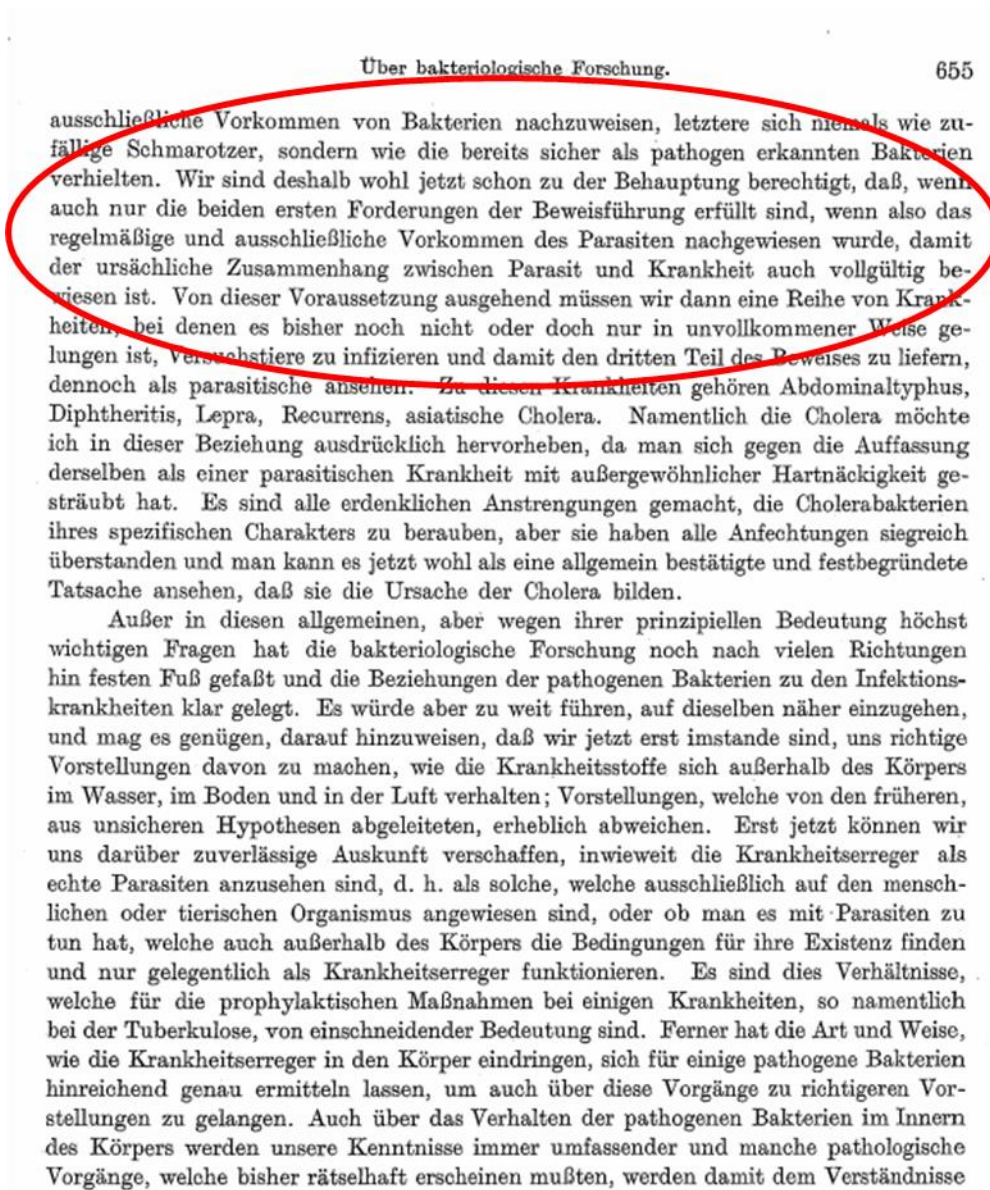 Über bakteriologische Forschung.
655
ausschließliche Vorkommen von Bakterien nachzuweisen, letztere sich niemals wie zu-
fällige Schmarotzer, sondern wie die bereits sicher als pathogen erkannten Bakterien
verhielten. Wir sind deshalb wohl jetzt schon zu der Behauptung berechtigt, daß, wenn
auch nur die beiden ersten Forderungen der Beweisführung erfüllt sind, wenn also das
regelmäßige und ausschließliche Vorkommen des Parasiten nachgewiesen wurde, damit
der ursächliche Zusammenhang zwischen Parasit und Krankheit auch vollgültig be-
wiesen ist. Von dieser Voraussetzung ausgehend müssen wir dann eine Reihe von Krank-
heiten, bei denen es bisher noch nicht oder doch nur in unvollkommener Weise ge-
lungen ist, Versuchstiere zu infizieren und damit den dritten Teil des Beweises zu liefern,
dennoch als parasitische ansehen. Zu diesen Krankheiten gehören Abdominaltyphus,
Diphtheritis, Lepra, Recurrens, asiatische Cholera. Namentlich die Cholera möchte
ich in dieser Beziehung ausdrücklich hervorheben, da man sich gegen die Auffassung
derselben als einer parasitischen Krankheit mit außergewöhnlicher Hartnäckigkeit ge-
sträubt hat. Es sind alle erdenklichen Anstrengungen gemacht, die Cholerabakterien
ihres spezifischen Charakters zu berauben, aber sie haben alle Anfechtungen siegreich
überstanden und man kann es jetzt wohl als eine allgemein bestätigte und festbegründete
Tatsache ansehen, daß sie die Ursache der Cholera bilden.
Außer in diesen allgemeinen, aber wegen ihrer prinzipiellen Bedeutung höchst
wichtigen Fragen hat die bakteriologische Forschung noch nach vielen Richtungen
hin festen Fuß gefaßt und die Beziehungen der pathogenen Bakterien zu den Infektions-
krankheiten klar gelegt. Es würde aber zu weit führen, auf dieselben näher einzugehen,
und mag es genügen, darauf hinzuweisen, daß wir jetzt erst imstande sind, uns richtige
Vorstellungen davon zu machen, wie die Krankheitsstoffe sich außerhalb des Körpers
im Wasser, im Boden und in der Luft verhalten; Vorstellungen, welche von den früheren,
aus unsicheren Hypothesen abgeleiteten, erheblich abweichen. Erst jetzt können wir
uns darüber zuverlässige Auskunft verschaffen, inwieweit die Krankheitserreger als
echte Parasiten anzusehen sind, d. h. als solche, welche ausschließlich auf den mensch-
lichen oder tierischen Organismus angewiesen sind, oder ob man es mit Parasiten zu
tun hat, welche auch außerhalb des Körpers die Bedingungen für ihre Existenz finden
und nur gelegentlich als Krankheitserreger funktionieren. Es sind dies Verhältnisse,
welche für die prophylaktischen Maßnahmen bei einigen Krankheiten, so namentlich
bei der Tuberkulose, von einschneidender Bedeutung sind. Ferner hat die Art und Weise,
wie die Krankheitserreger in den Körper eindringen, sich für einige pathogene Bakterien
hinreichend genau ermitteln lassen, um auch über diese Vorgänge zu richtigeren Vor-
stellungen zu gelangen. Auch über das Verhalten der pathogenen Bakterien im Innern
des Körpers werden unsere Kenntnisse immer umfassender und manche pathologische
Vorgänge, welche bisher rätselhaft erscheinen mußten, werden damit dem Verständnisse